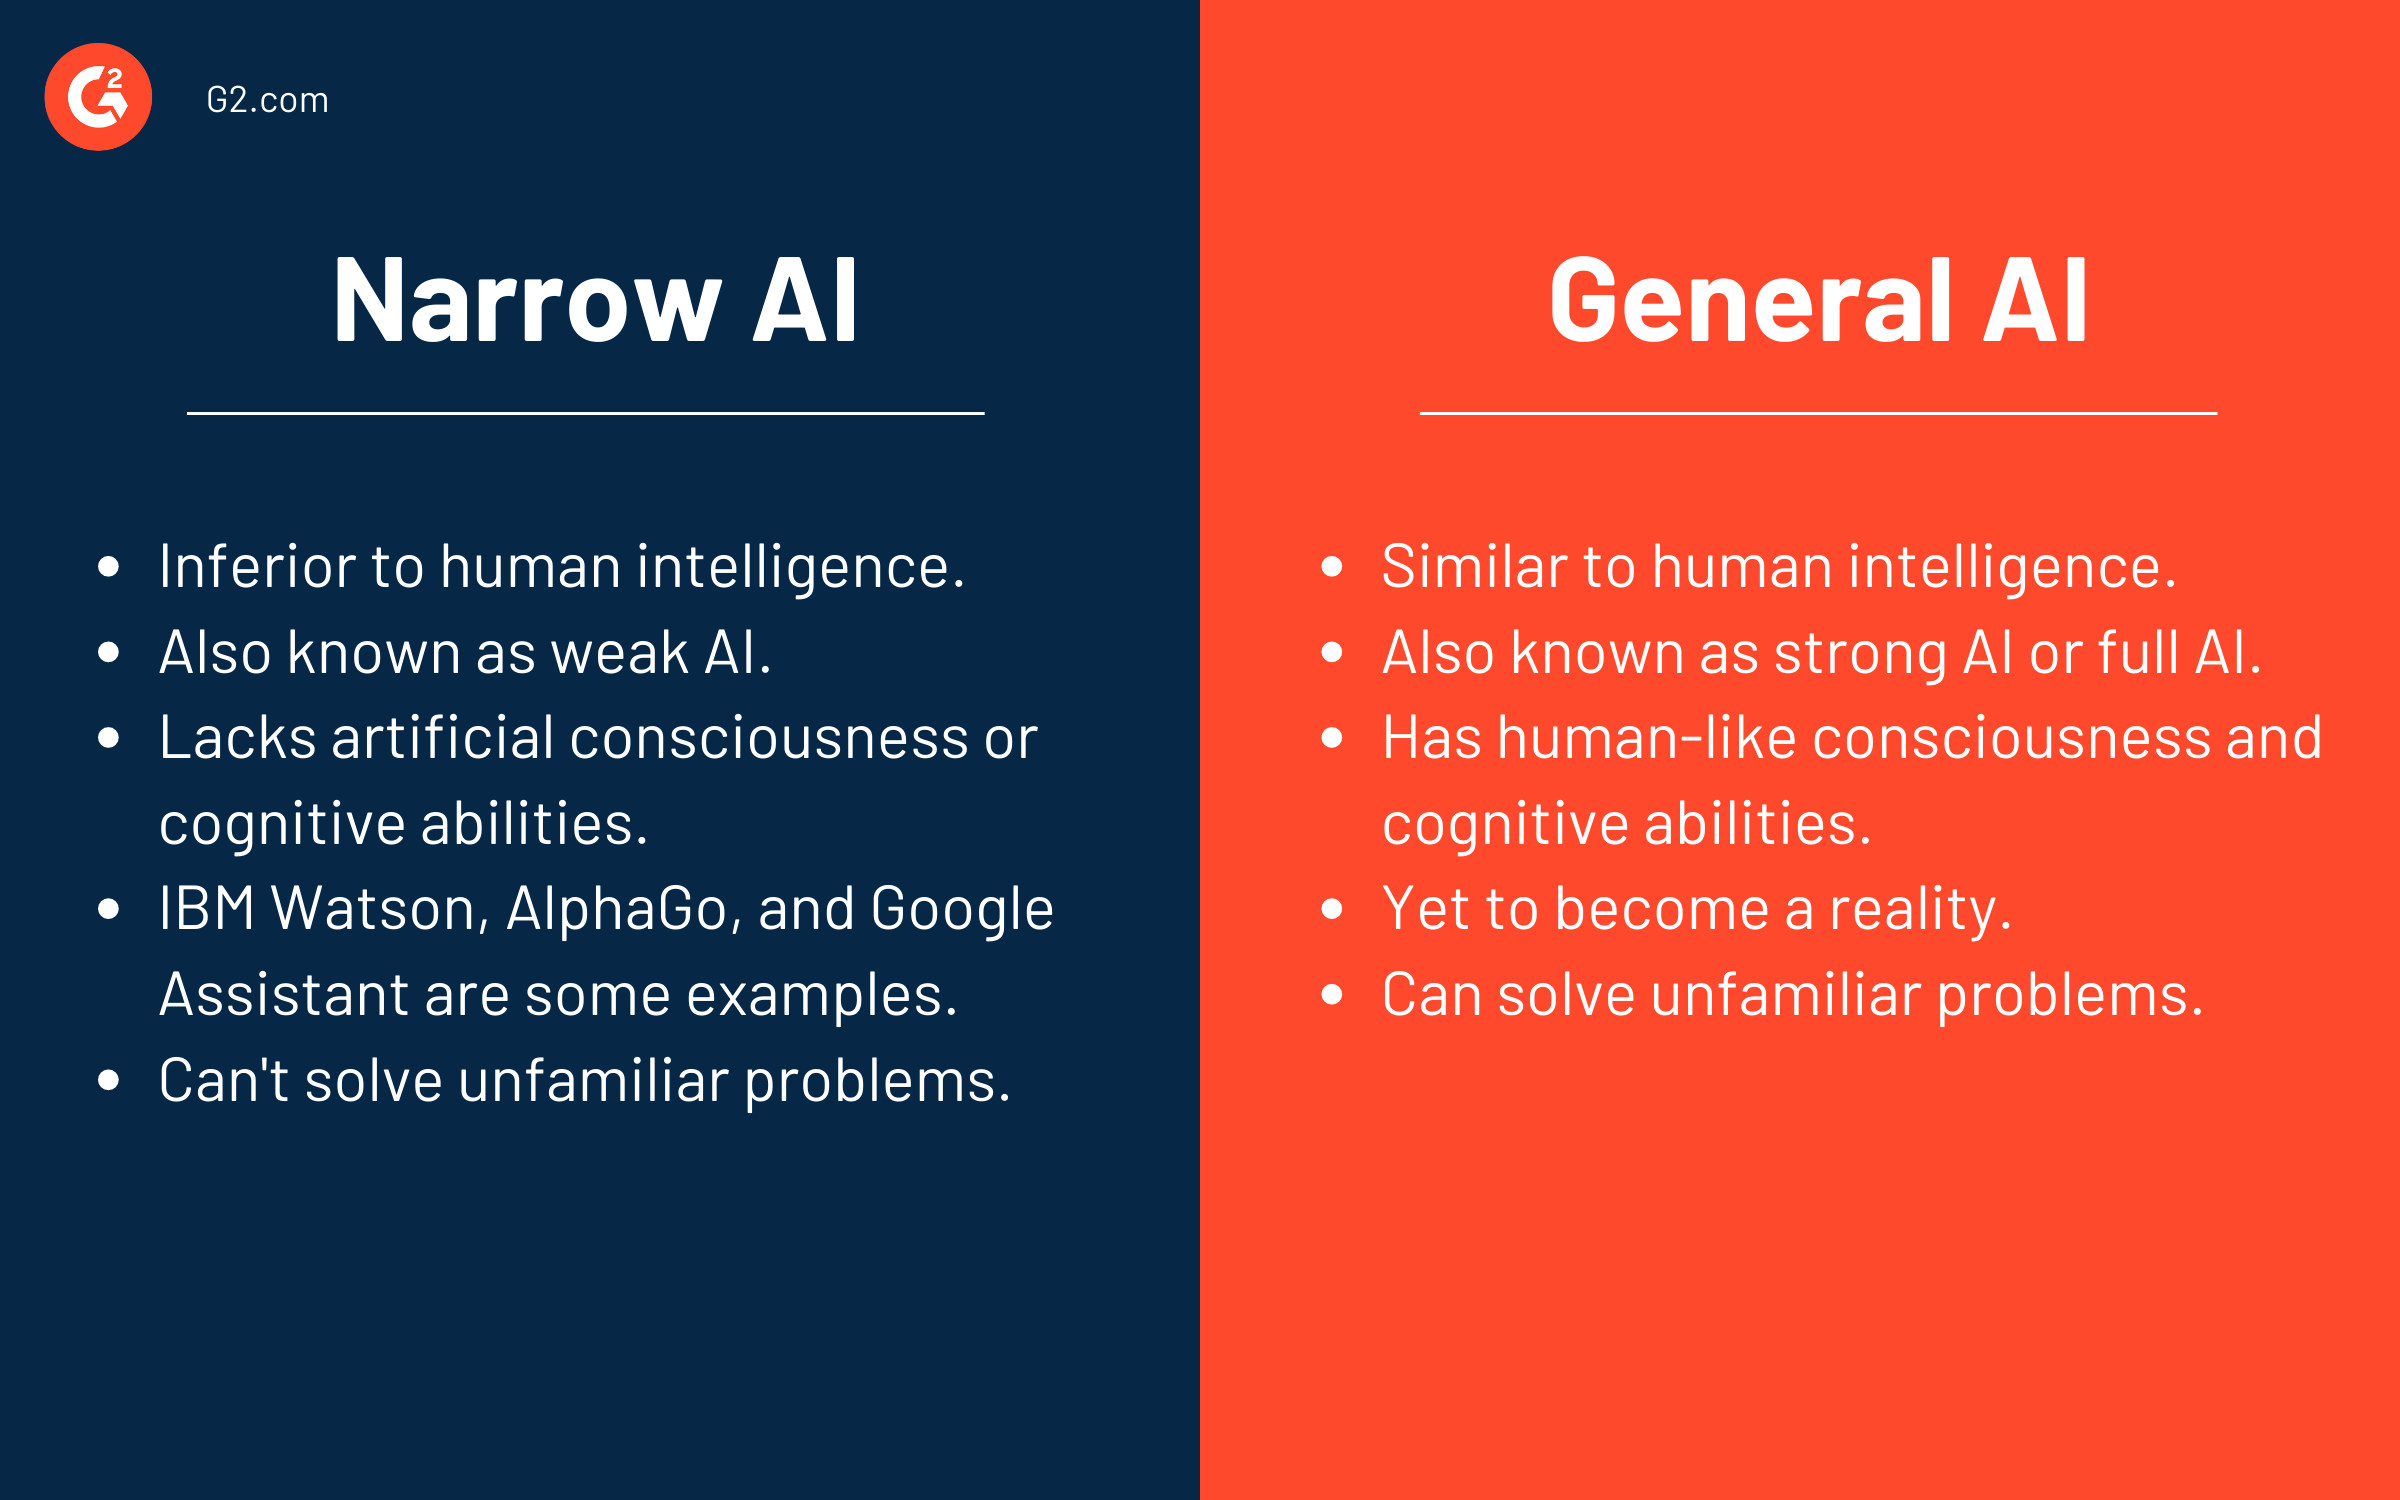 G2
G2.com
Narrow AI
• Inferior to human intelligence.
• Also known as weak AI.
• Lacks artificial consciousness or
cognitive abilities.
• IBM Watson, AlphaGo, and Google
Assistant are some examples.
• Can't solve unfamiliar problems.
General AI
• Similar to human intelligence.
• Also known as strong AI or full AI.
• Has human-like consciousness and
cognitive abilities.
• Yet to become a reality.
• Can solve unfamiliar problems.